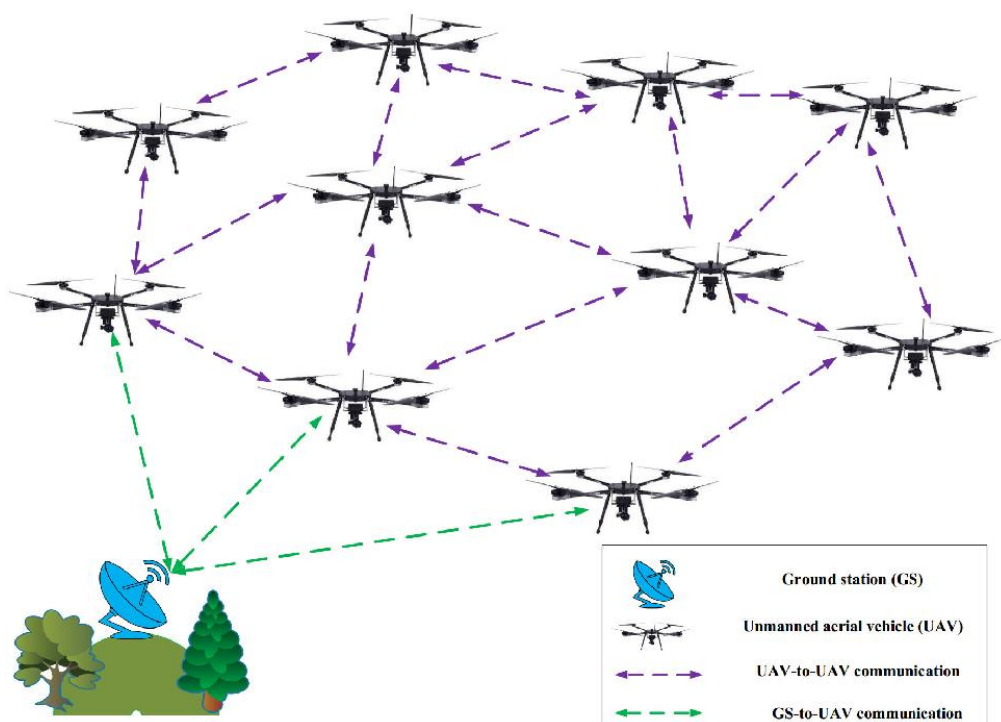 Ground station (GS)
Unmanned aerial vehicle (UAV)
UAV-to-UAV communication
GS-to-UAV communication